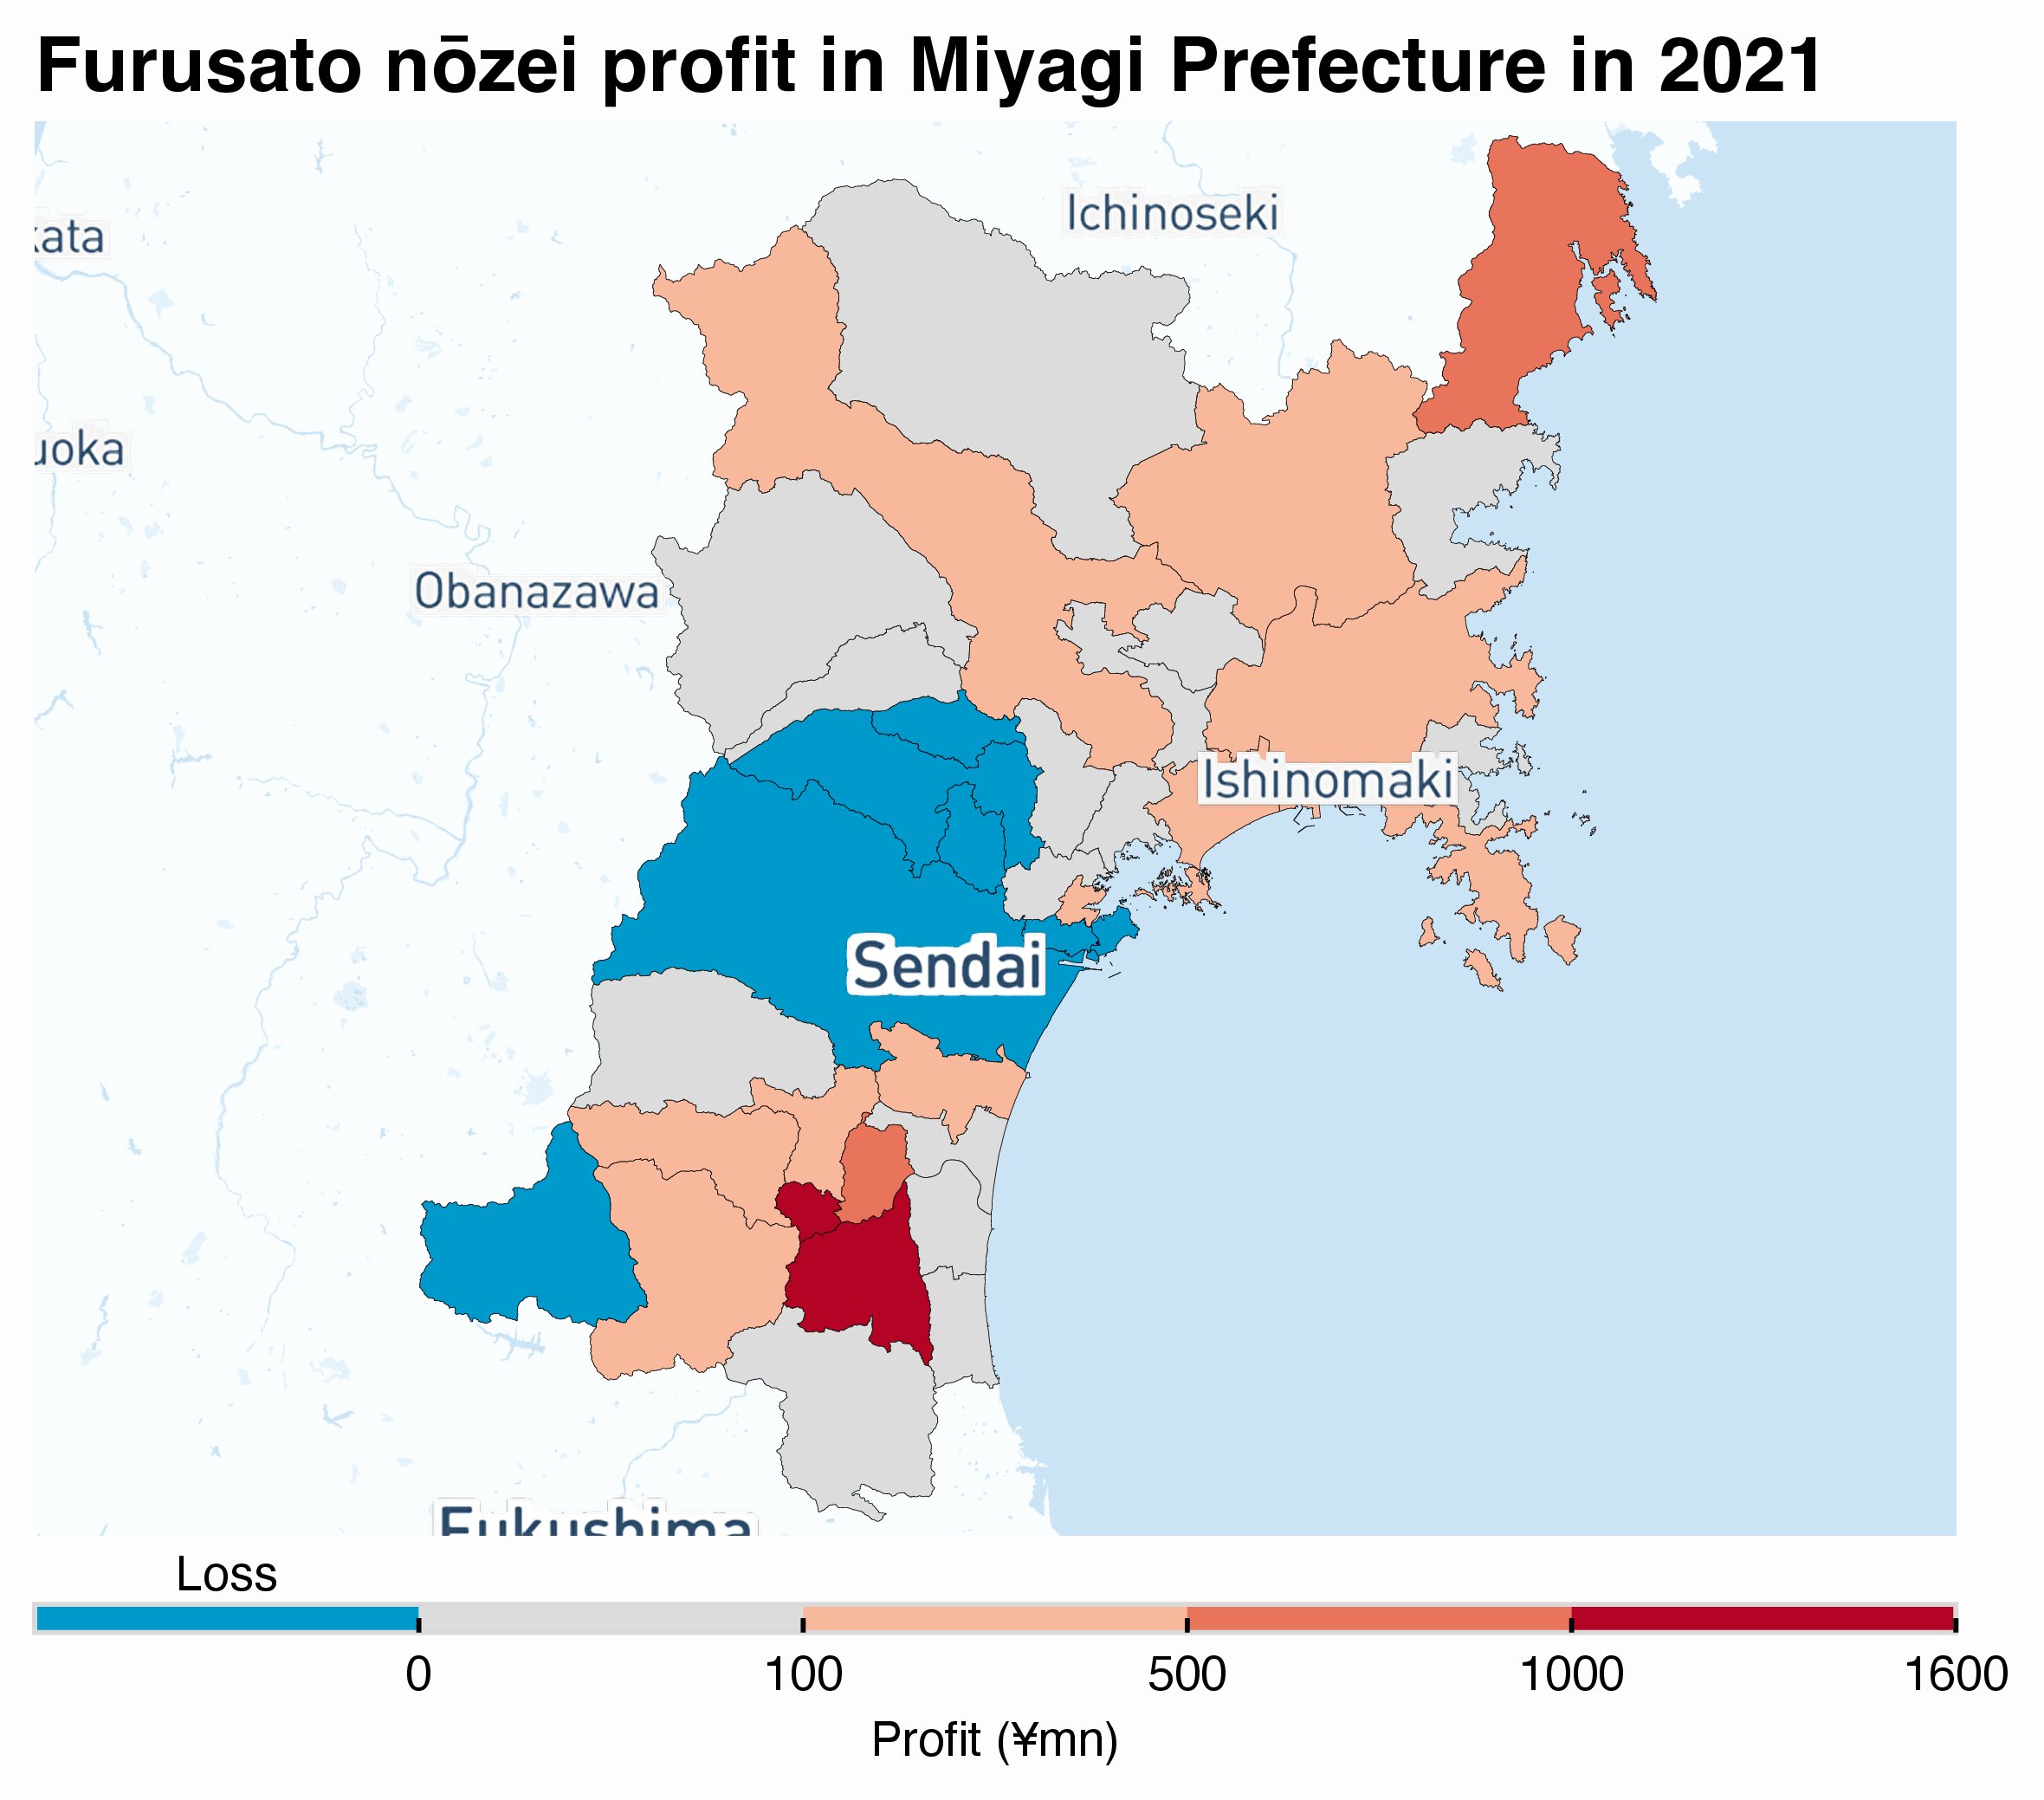 Furusato nōzei profit in Miyagi Prefecture in 2021
Ichinoseki
kata
uoka
Obanazawa
Ishinomaki
Sendai
Fukushima
Loss
0 100 500 1000 1600
Profit (¥mn)